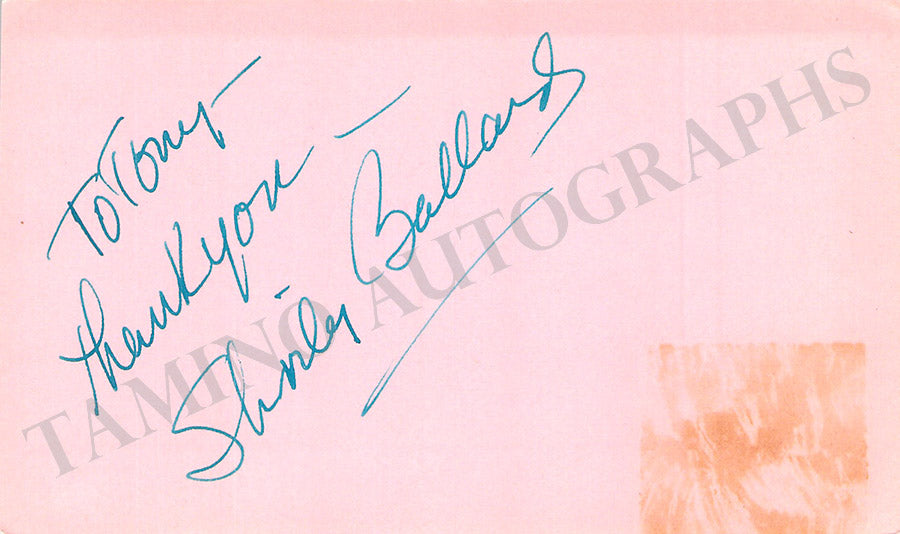 To Tony –
thank you –
Shirley Ballard
TAMINO AUTOGRAPHS